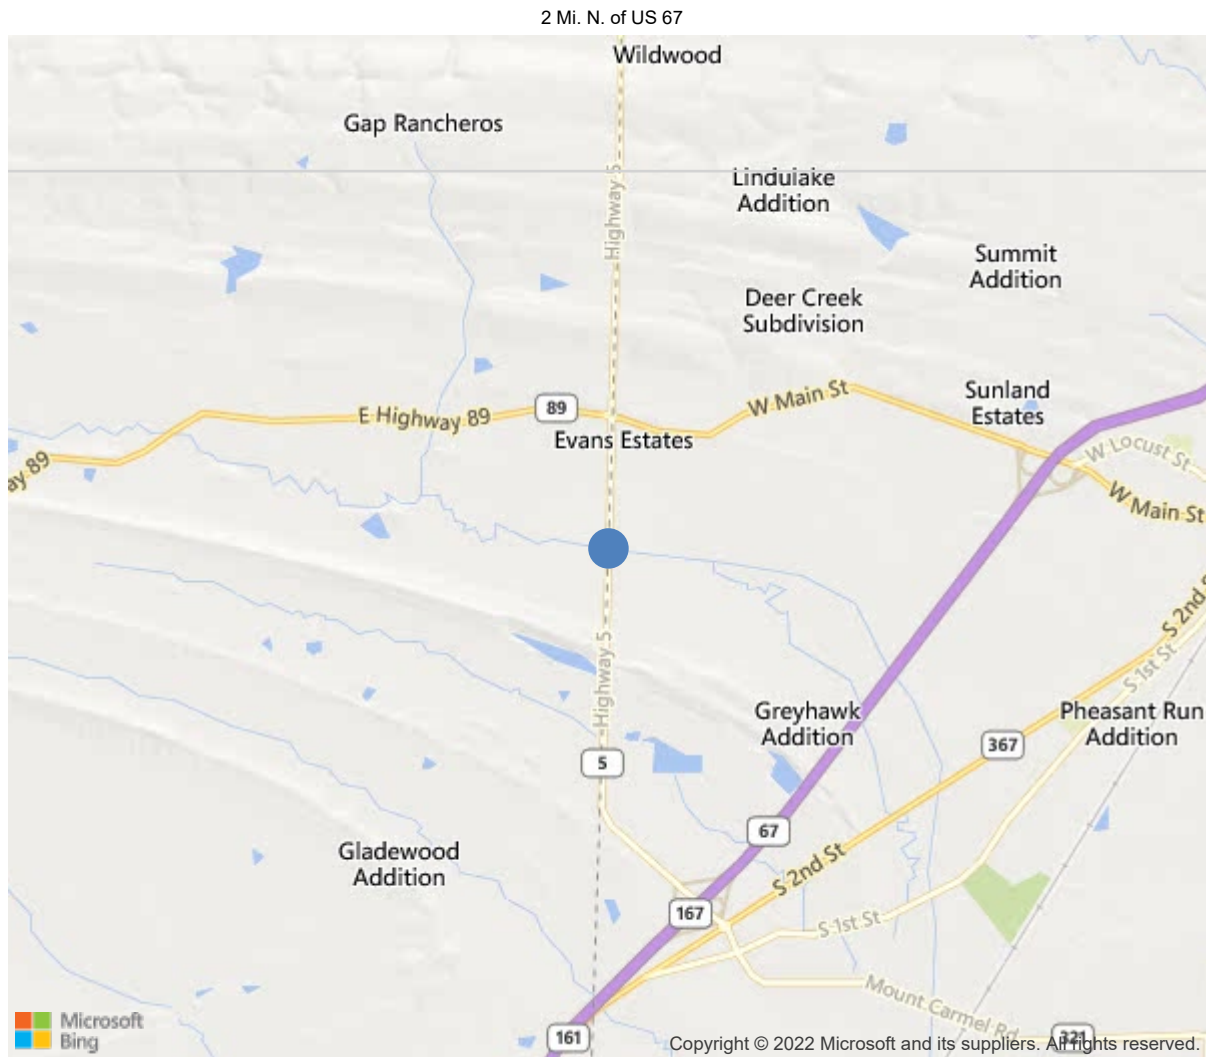 2 Mi. N. of US 67
Wildwood
Gap Rancheros
Highway 5
Lindulake
Addition
Summit
Addition
Deer Creek
Subdivision
Sunland
Estates
W Main St
89
E Highway 89
Evans Estates
W Locust St
ay 89
W Main St
S 2nd S
Highway 5
S 1st St
Greyhawk
Addition
Pheasant Run
Addition
367
5
67
Gladewood
Addition
S 2nd St
167
S 1st St
Mount Carmel Rd
Microsoft
Bing
161
321
Copyright © 2022 Microsoft and its suppliers. All rights reserved.